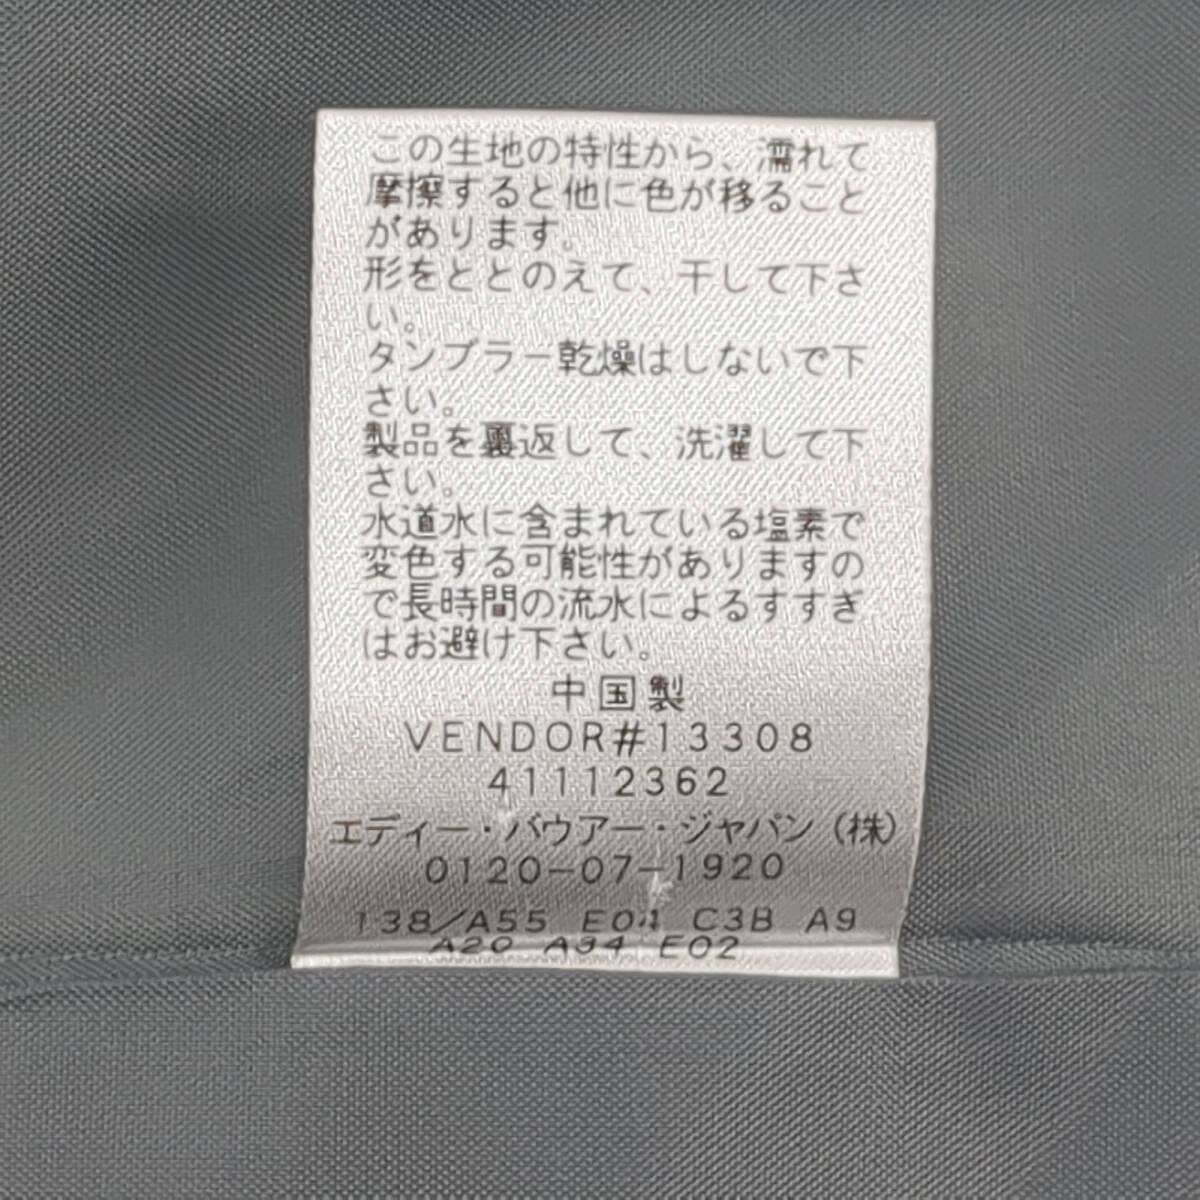 この生地の特性から、濡れて
摩擦すると他に色が移ること
があります。
形をととのえて、干して下さ
い。
タンブラー乾燥はしないで下
さい。
製品を裏返して、洗濯して下
さい。
水道水に含まれている塩素で
変色する可能性がありますの
で長時間の流水によるすすぎ
はお避け下さい。
中国製
VENDOR#13308
41112362
エディー・バウアー・ジャパン(株)
0120-07-1920
138/A55 E04 C3B A9
A20 A34 E02